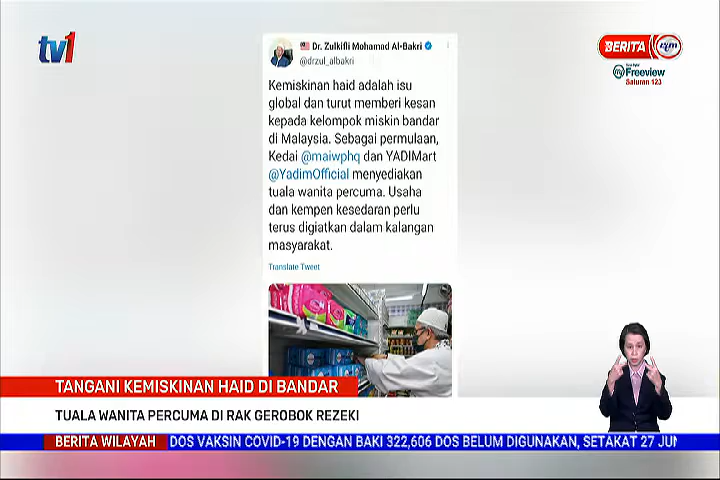 tv1
BERITA rtm
Freeview
Saluran 123
Dr. Zulkifli Mohamad Al-Bakri
@drzul_albakri
Kemiskinan haid adalah isu
global dan turut memberi kesan
kepada kelompok miskin bandar
di Malaysia. Sebagai permulaan,
Kedai @maiwphq dan YADIMart
@YadimOfficial menyediakan
tuala wanita percuma. Usaha
dan kempen kesedaran perlu
terus digiatkan dalam kalangan
masyarakat.
Translate Tweet
TANGANI KEMISKINAN HAID DI BANDAR
TUALA WANITA PERCUMA DI RAK GEROBOK REZEKI
BERITA WILAYAH DOS VAKSIN COVID-19 DENGAN BAKI 322,606 DOS BELUM DIGUNAKAN, SETAKAT 27 JUN